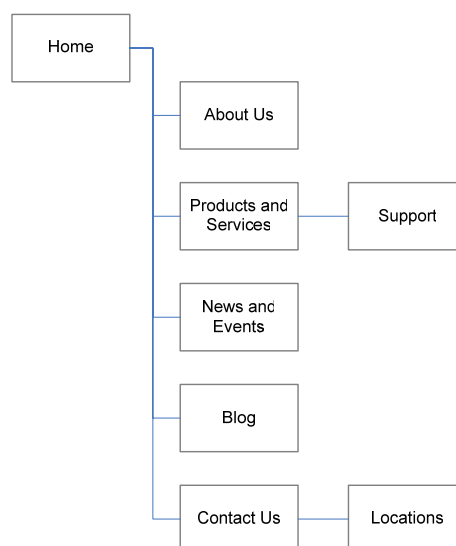 Home
About Us
Products and
Services
Support
News and
Events
Blog
Contact Us
Locations